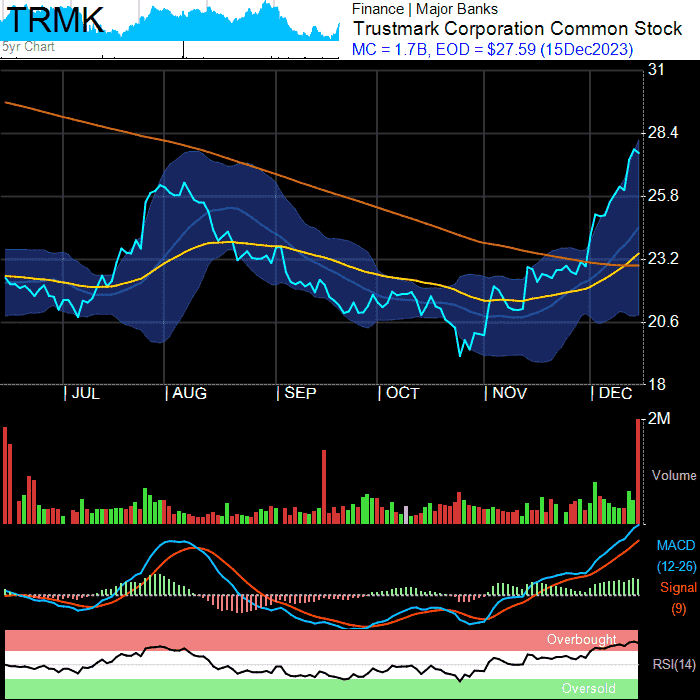 TRMK
5yr Chart
Finance | Major Banks
Trustmark Corporation Common Stock
MC = 1.7B, EOD = $27.59 (15Dec2023)
31
28.4
25.8
23.2
20.6
18
| JUL | AUG | SEP | OCT | NOV | DEC
2M
Volume
MACD
(12-26)
Signal
(9)
Overbought
RSI(14)
Oversold